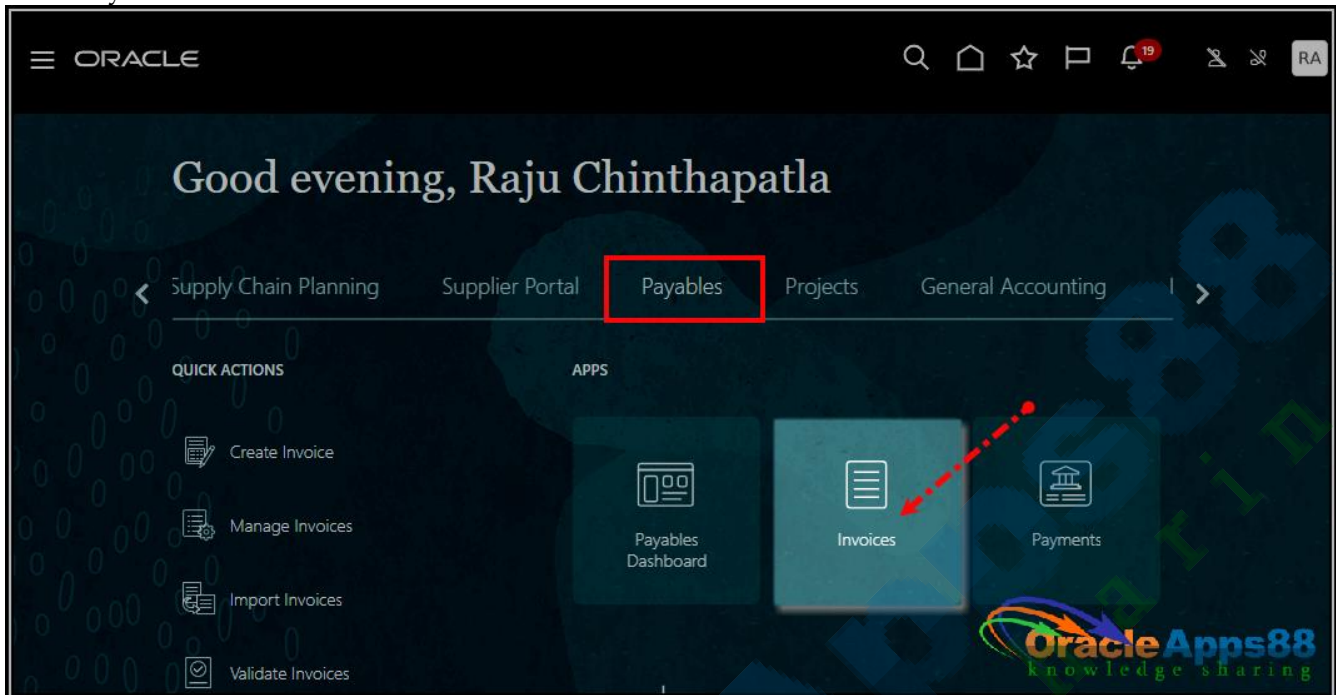 ORACLE
19
RA
Good evening, Raju Chinthapatla
Supply Chain Planning
Supplier Portal
Payables
Projects
General Accounting
QUICK ACTIONS
APPS
Create Invoice
Manage Invoices
Import Invoices
Validate Invoices
Payables
Dashboard
Invoices
Payments
OracleApps88
knowledge sharing